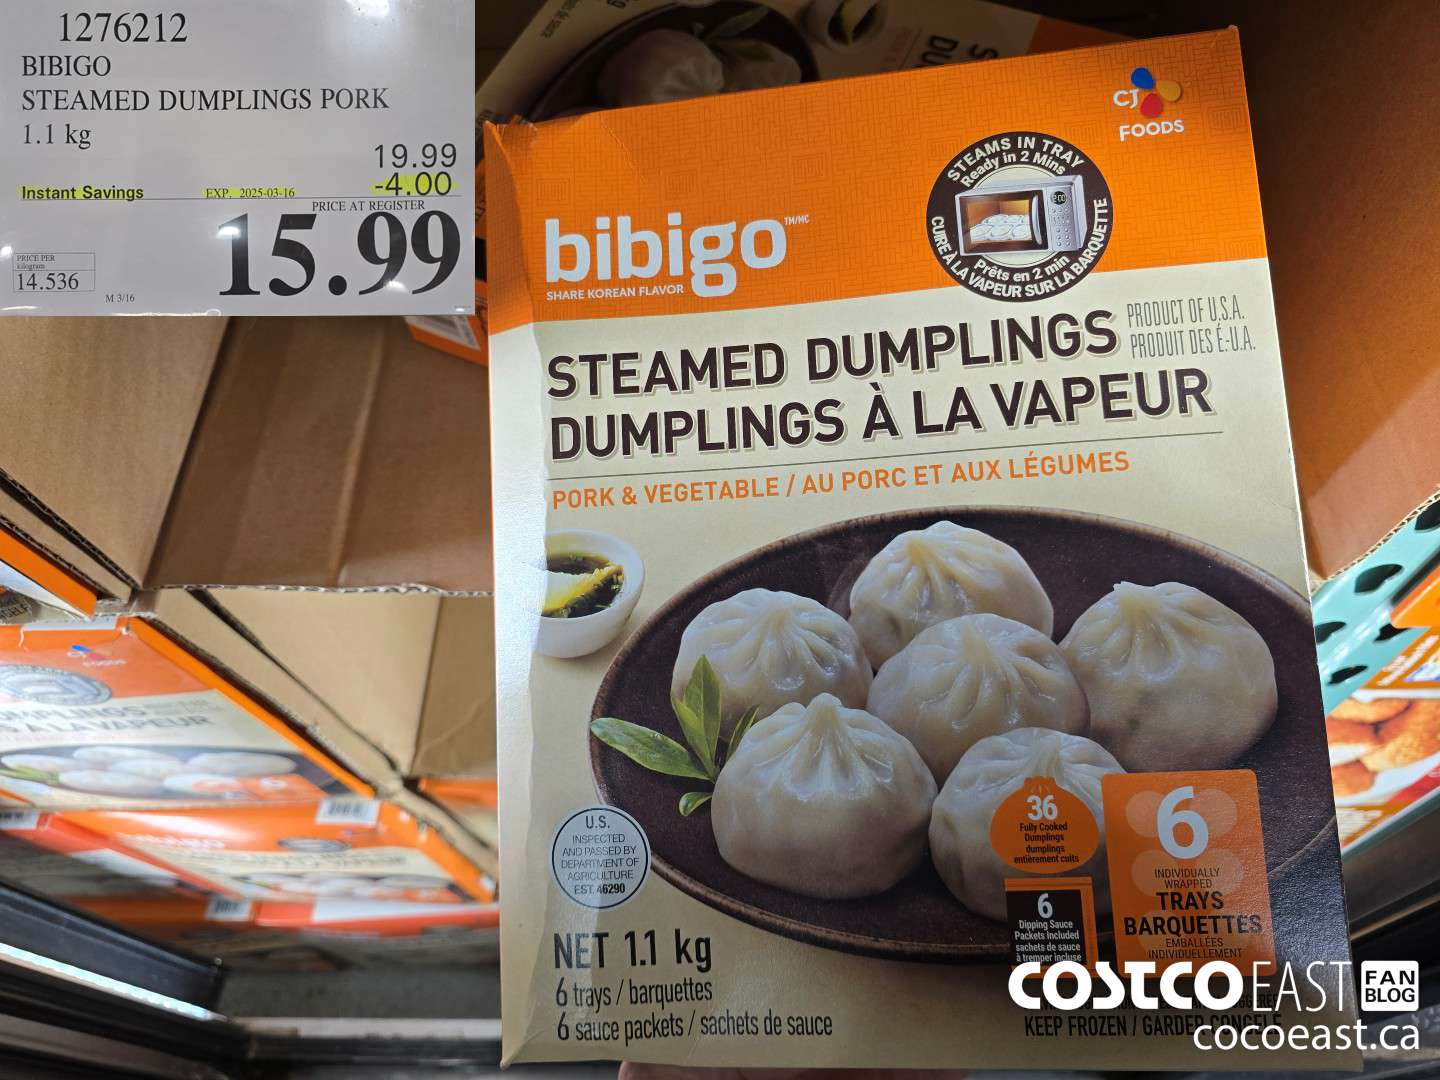 1276212
BIBIGO
STEAMED DUMPLINGS PORK
1.1 kg
19.99
Instant Savings EXP. 2025-03-16 -4.00
PRICE AT REGISTER
15.99
PRICE PER
kilogram
14.536
M 3/16
CJ
FOODS
STEAMS IN TRAY
Ready in 2 Mins
Prêts en 2 min
CUIRE À LA VAPEUR SUR LA BARQUETTE
bibigo TM/MC
SHARE KOREAN FLAVOR
PRODUCT OF U.S.A.
PRODUIT DES É.-U.A.
STEAMED DUMPLINGS
DUMPLINGS À LA VAPEUR
PORK & VEGETABLE / AU PORC ET AUX LÉGUMES
U.S.
INSPECTED
AND PASSED BY
DEPARTMENT OF
AGRICULTURE
EST. 46290
36
Fully Cooked
Dumplings
dumplings
entièrement cuits
6
Dipping Sauce
Packets Included
sachets de sauce
à tremper incluse
6
INDIVIDUALLY
WRAPPED
TRAYS
BARQUETTES
EMBALLÉES
INDIVIDUELLEMENT
NET 1.1 kg
6 trays / barquettes
6 sauce packets / sachets de sauce
KEEP FROZEN / GARDER CONGELÉ
COSTCO EAST FAN BLOG
cocoeast.ca